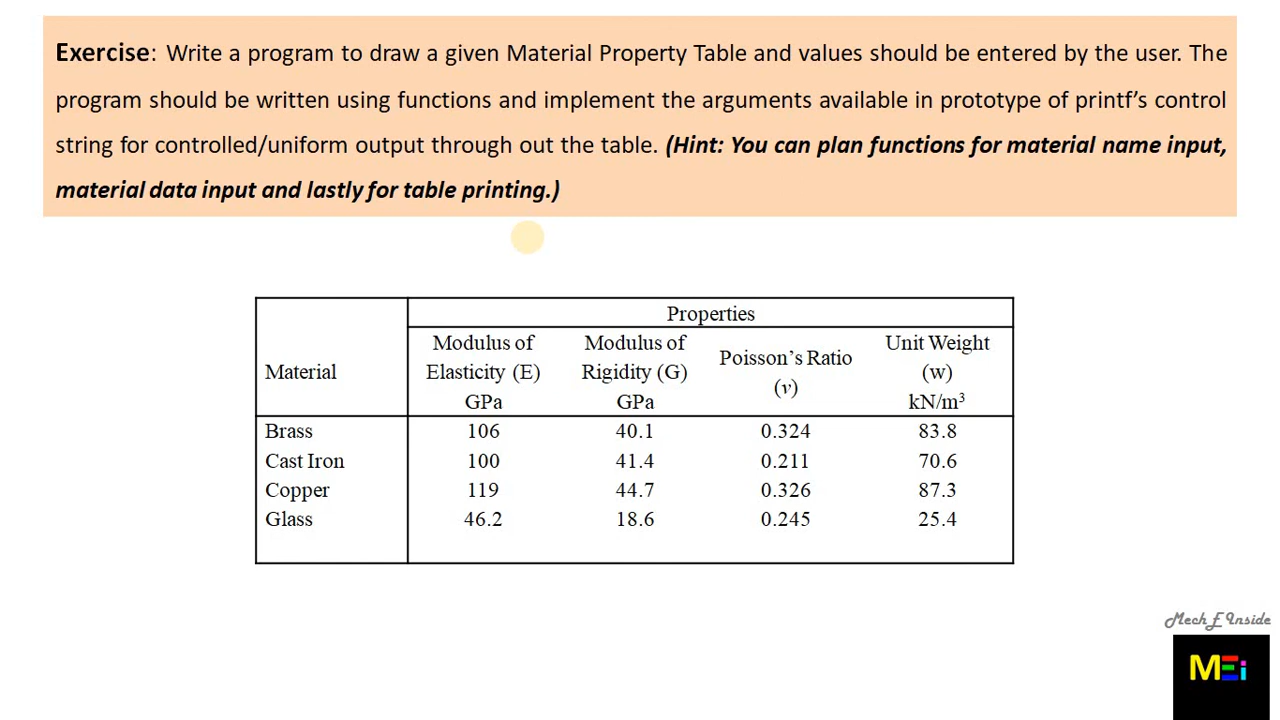 Exercise: Write a program to draw a given Material Property Table and values should be entered by the user. The
program should be written using functions and implement the arguments available in prototype of printf’s control
string for controlled/uniform output through out the table. (Hint: You can plan functions for material name input,
material data input and lastly for table printing.)
Properties
Material
Modulus of
Elasticity (E)
GPa
Modulus of
Rigidity (G)
GPa
Poisson’s Ratio
(ν)
Unit Weight
(w)
kN/m³
Brass 106 40.1 0.324 83.8
Cast Iron 100 41.4 0.211 70.6
Copper 119 44.7 0.326 87.3
Glass 46.2 18.6 0.245 25.4
Mech E Inside
MEi